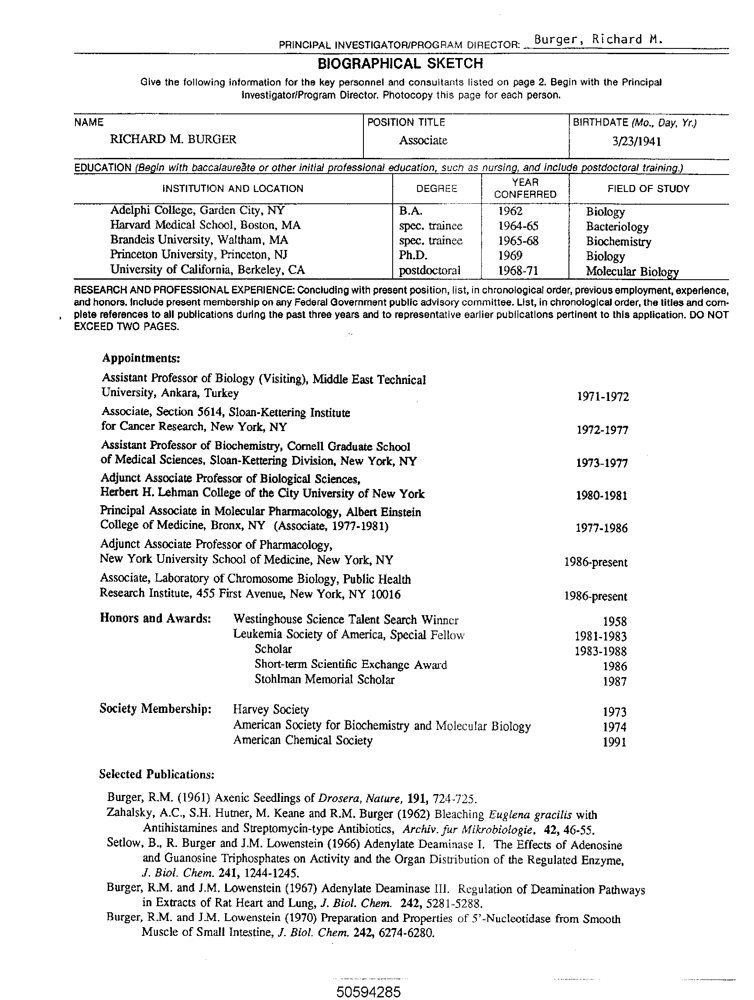 PRINCIPAL INVESTIGATOR/PROGRAM DIRECTOR: Burger, Richard M.
BIOGRAPHICAL SKETCH
Give the following information for the key personnel and consultants listed on page 2. Begin with the Principal
Investigator/Program Director. Photocopy this page for each person.
NAME POSITION TITLE BIRTHDATE (Mo., Day, Yr.)
RICHARD M. BURGER Associate 3/23/1941
EDUCATION (Begin with baccalaureate or other initial professional education, such as nursing, and include postdoctoral training.)
INSTITUTION AND LOCATION DEGREE YEAR CONFERRED FIELD OF STUDY
Adelphi College, Garden City, NY B.A. 1962 Biology
Harvard Medical School, Boston, MA spec. trainee 1964-65 Bacteriology
Brandeis University, Waltham, MA spec. trainee 1965-68 Biochemistry
Princeton University, Princeton, NJ Ph.D. 1969 Biology
University of California, Berkeley, CA postdoctoral 1968-71 Molecular Biology
RESEARCH AND PROFESSIONAL EXPERIENCE: Concluding with present position, list, in chronological order, previous employment, experience,
and honors. Include present membership on any Federal Government public advisory committee. List, in chronological order, the titles and com-
plete references to all publications during the past three years and to representative earlier publications pertinent to this application. DO NOT
EXCEED TWO PAGES.
Appointments:
Assistant Professor of Biology (Visiting), Middle East Technical
University, Ankara, Turkey 1971-1972
Associate, Section 5614, Sloan-Kettering Institute
for Cancer Research, New York, NY 1972-1977
Assistant Professor of Biochemistry, Cornell Graduate School
of Medical Sciences, Sloan-Kettering Division, New York, NY 1973-1977
Adjunct Associate Professor of Biological Sciences,
Herbert H. Lehman College of the City University of New York 1980-1981
Principal Associate in Molecular Pharmacology, Albert Einstein
College of Medicine, Bronx, NY (Associate, 1977-1981) 1977-1986
Adjunct Associate Professor of Pharmacology,
New York University School of Medicine, New York, NY 1986-present
Associate, Laboratory of Chromosome Biology, Public Health
Research Institute, 455 First Avenue, New York, NY 10016 1986-present
Honors and Awards: Westinghouse Science Talent Search Winner 1958
Leukemia Society of America, Special Fellow 1981-1983
Scholar 1983-1988
Short-term Scientific Exchange Award 1986
Stohlman Memorial Scholar 1987
Society Membership: Harvey Society 1973
American Society for Biochemistry and Molecular Biology 1974
American Chemical Society 1991
Selected Publications:
Burger, R.M. (1961) Axenic Seedlings of Drosera, Nature, 191, 724-725.
Zahalsky, A.C., S.H. Hutner, M. Keane and R.M. Burger (1962) Bleaching Euglena gracilis with
Antihistamines and Streptomycin-type Antibiotics, Archiv. fur Mikrobiologie, 42, 46-55.
Setlow, B., R. Burger and J.M. Lowenstein (1966) Adenylate Deaminase I. The Effects of Adenosine
and Guanosine Triphosphates on Activity and the Organ Distribution of the Regulated Enzyme,
J. Biol. Chem. 241, 1244-1245.
Burger, R.M. and J.M. Lowenstein (1967) Adenylate Deaminase III. Regulation of Deamination Pathways
in Extracts of Rat Heart and Lung, J. Biol. Chem. 242, 5281-5288.
Burger, R.M. and J.M. Lowenstein (1970) Preparation and Properties of 5'-Nucleotidase from Smooth
Muscle of Small Intestine, J. Biol. Chem. 242, 6274-6280.
50594285